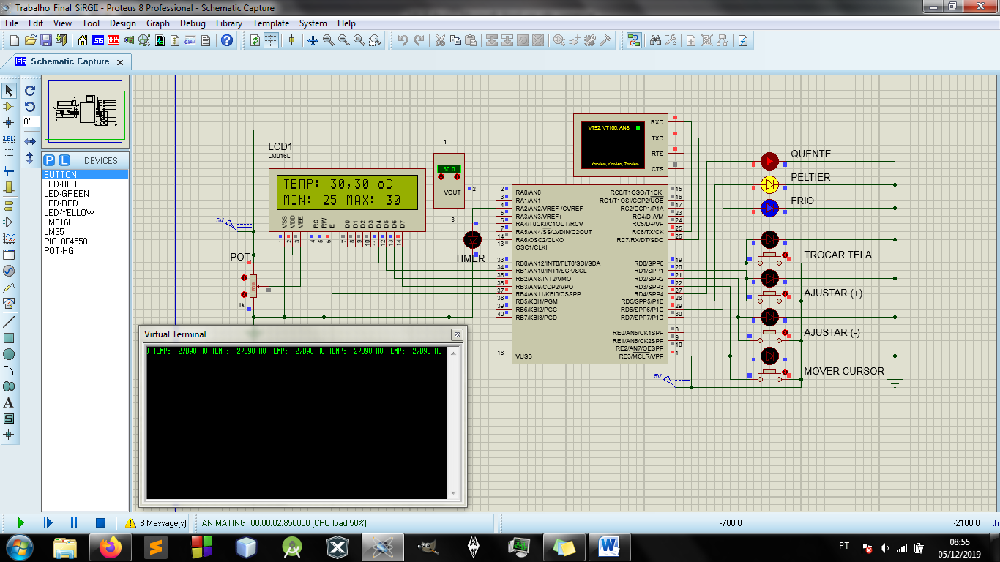 Trabalho_Final_SiRGII - Proteus 8 Professional - Schematic Capture
File Edit View Tool Design Graph Debug Library Template System Help
Schematic Capture
0°
P L DEVICES
BUTTON
LED-BLUE
LED-GREEN
LED-RED
LED-YELLOW
LM016L
LM35
PIC18F4550
POT-HG
LCD1
LM016L
TEMP: 30,30 oC
MIN: 25 MAX: 30
VSS VDD VEE RS RW E D0 D1 D2 D3 D4 D5 D6 D7
1 2 3 4 5 6 7 8 9 10 11 12 13 14
5V
POT
1k
1
30.0
VOUT
2
3
TIMER
VT52, VT100, ANSI
Xmodem, Ymodem, Zmodem
RXD
TXD
RTS
CTS
2 RA0/AN0
3 RA1/AN1
4 RA2/AN2/VREF-/CVREF
5 RA3/AN3/VREF+
6 RA4/T0CKI/C1OUT/RCV
7 RA5/AN4/SS/LVDIN/C2OUT
14 RA6/OSC2/CLKO
13 OSC1/CLKI
33 RB0/AN12/INT0/FLT0/SDI/SDA
34 RB1/AN10/INT1/SCK/SCL
35 RB2/AN8/INT2/VMO
36 RB3/AN9/CCP2/VPO
37 RB4/AN11/KBI0/CSSPP
38 RB5/KBI1/PGM
39 RB6/KBI2/PGC
40 RB7/KBI3/PGD
18 VUSB
RC0/T1OSO/T1CKI 15
RC1/T1OSI/CCP2/UOE 16
RC2/CCP1/P1A 17
RC4/D-/VM 23
RC5/D+/VP 24
RC6/TX/CK 25
RC7/RX/DT/SDO 26
RD0/SPP0 19
RD1/SPP1 20
RD2/SPP2 21
RD3/SPP3 22
RD4/SPP4 27
RD5/SPP5/P1B 28
RD6/SPP6/P1C 29
RD7/SPP7/P1D 30
RE0/AN5/CK1SPP 8
RE1/AN6/CK2SPP 9
RE2/AN7/OESPP 10
RE3/MCLR/VPP 1
5V
QUENTE
PELTIER
FRIO
TROCAR TELA
AJUSTAR (+)
AJUSTAR (-)
MOVER CURSOR
Virtual Terminal
TEMP: -27098 HO TEMP: -27098 HO TEMP: -27098 HO TEMP: -27098 HO TEMP: -27098 HO
8 Message(s)
ANIMATING: 00:00:02.850000 (CPU load 50%)
-700.0
-2100.0
th
PT
08:55
05/12/2019